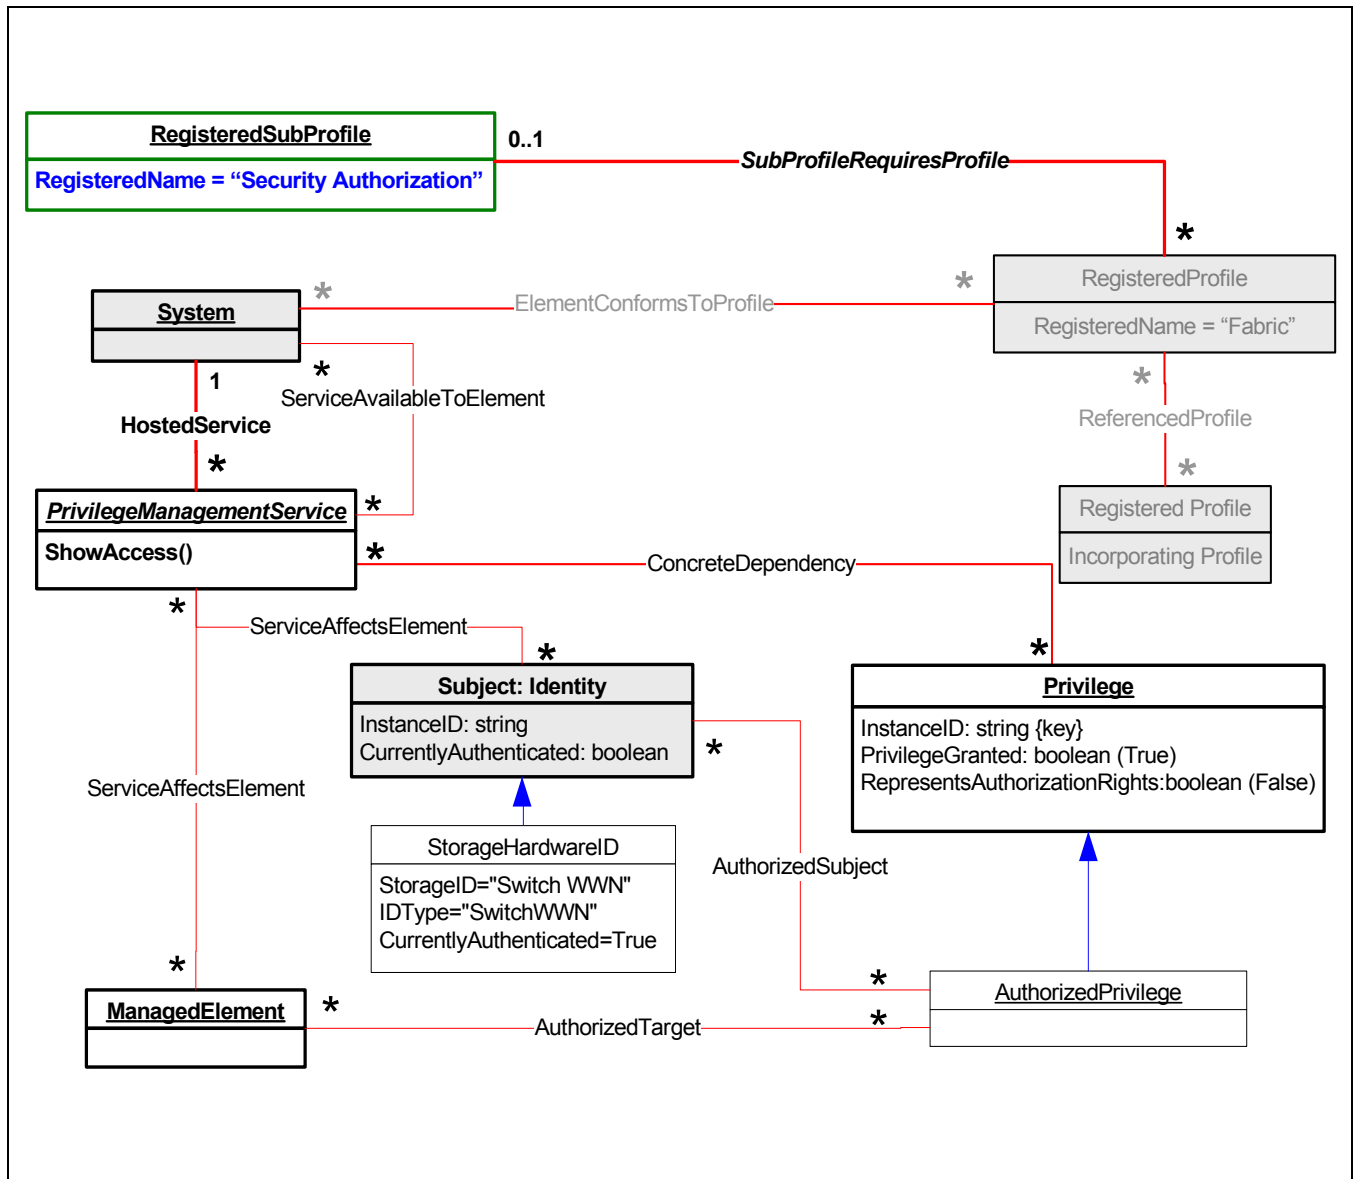 RegisteredSubProfile
RegisteredName = “Security Authorization”
0..1
SubProfileRequiresProfile
*
RegisteredProfile
RegisteredName = “Fabric”
*
ElementConformsToProfile
*
System
*
ServiceAvailableToElement
1
HostedService
*
*
ReferencedProfile
*
Registered Profile
Incorporating Profile
PrivilegeManagementService
ShowAccess()
*
*
ConcreteDependency
*
*
ServiceAffectsElement
*
Subject: Identity
InstanceID: string
CurrentlyAuthenticated: boolean
*
Privilege
InstanceID: string {key}
PrivilegeGranted: boolean (True)
RepresentsAuthorizationRights:boolean (False)
ServiceAffectsElement
StorageHardwareID
StorageID="Switch WWN"
IDType="SwitchWWN"
CurrentlyAuthenticated=True
AuthorizedSubject
*
*
AuthorizedPrivilege
ManagedElement
*
AuthorizedTarget
*